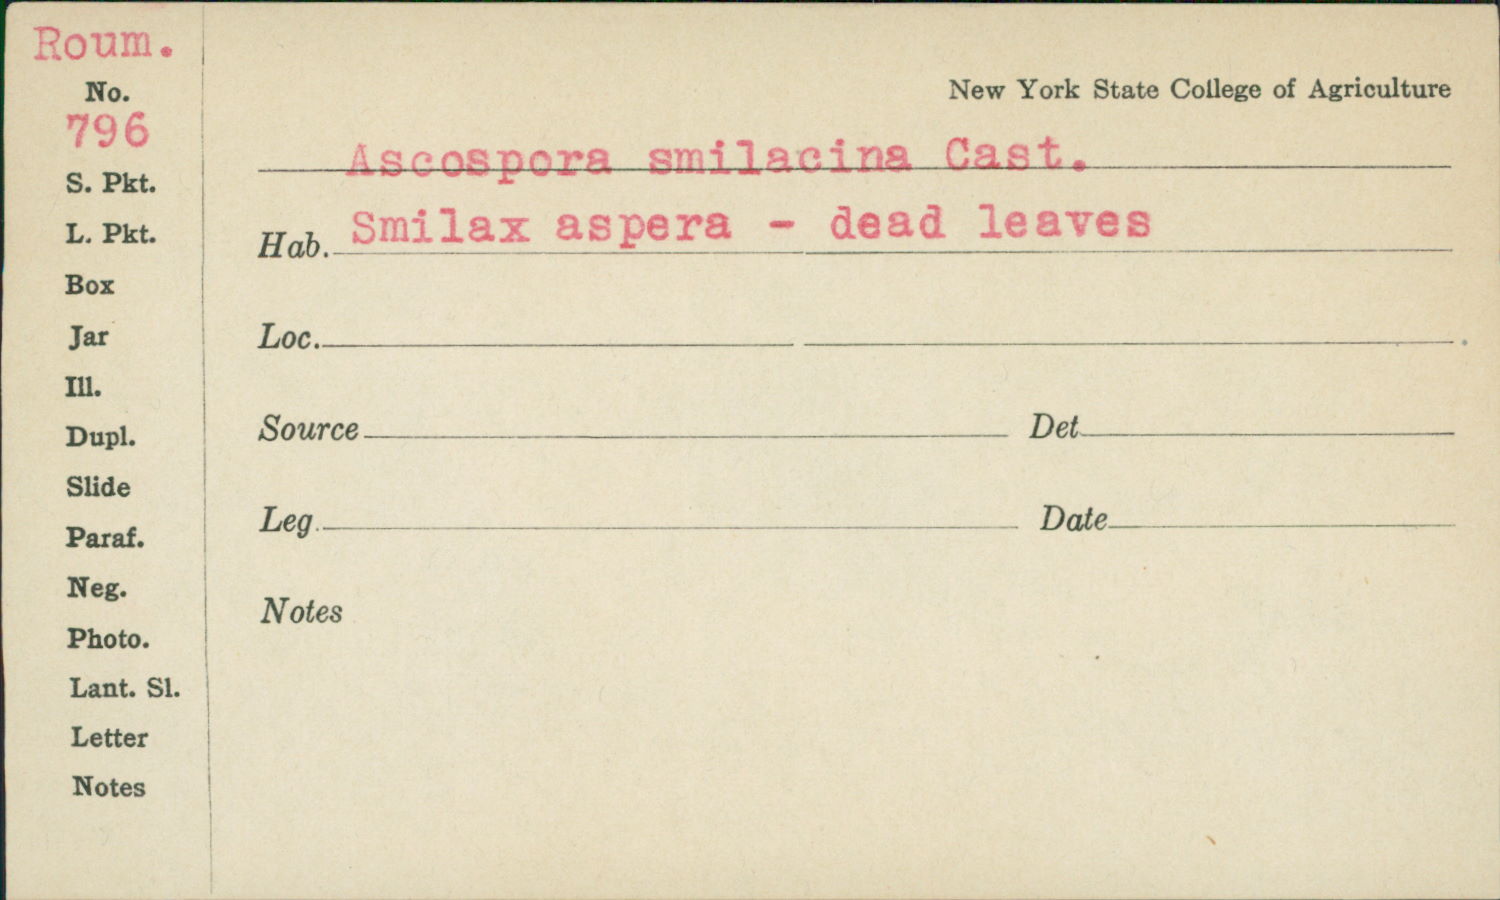 Roum.
No.
796
S. Pkt.
L. Pkt.
Box
Jar
Ill.
Dupl.
Slide
Paraf.
Neg.
Photo.
Lant. Sl.
Letter
Notes
New York State College of Agriculture
Ascospora smilacina Cast.
Hab. Smilax aspera - dead leaves
Loc.
Source Det.
Leg. Date
Notes